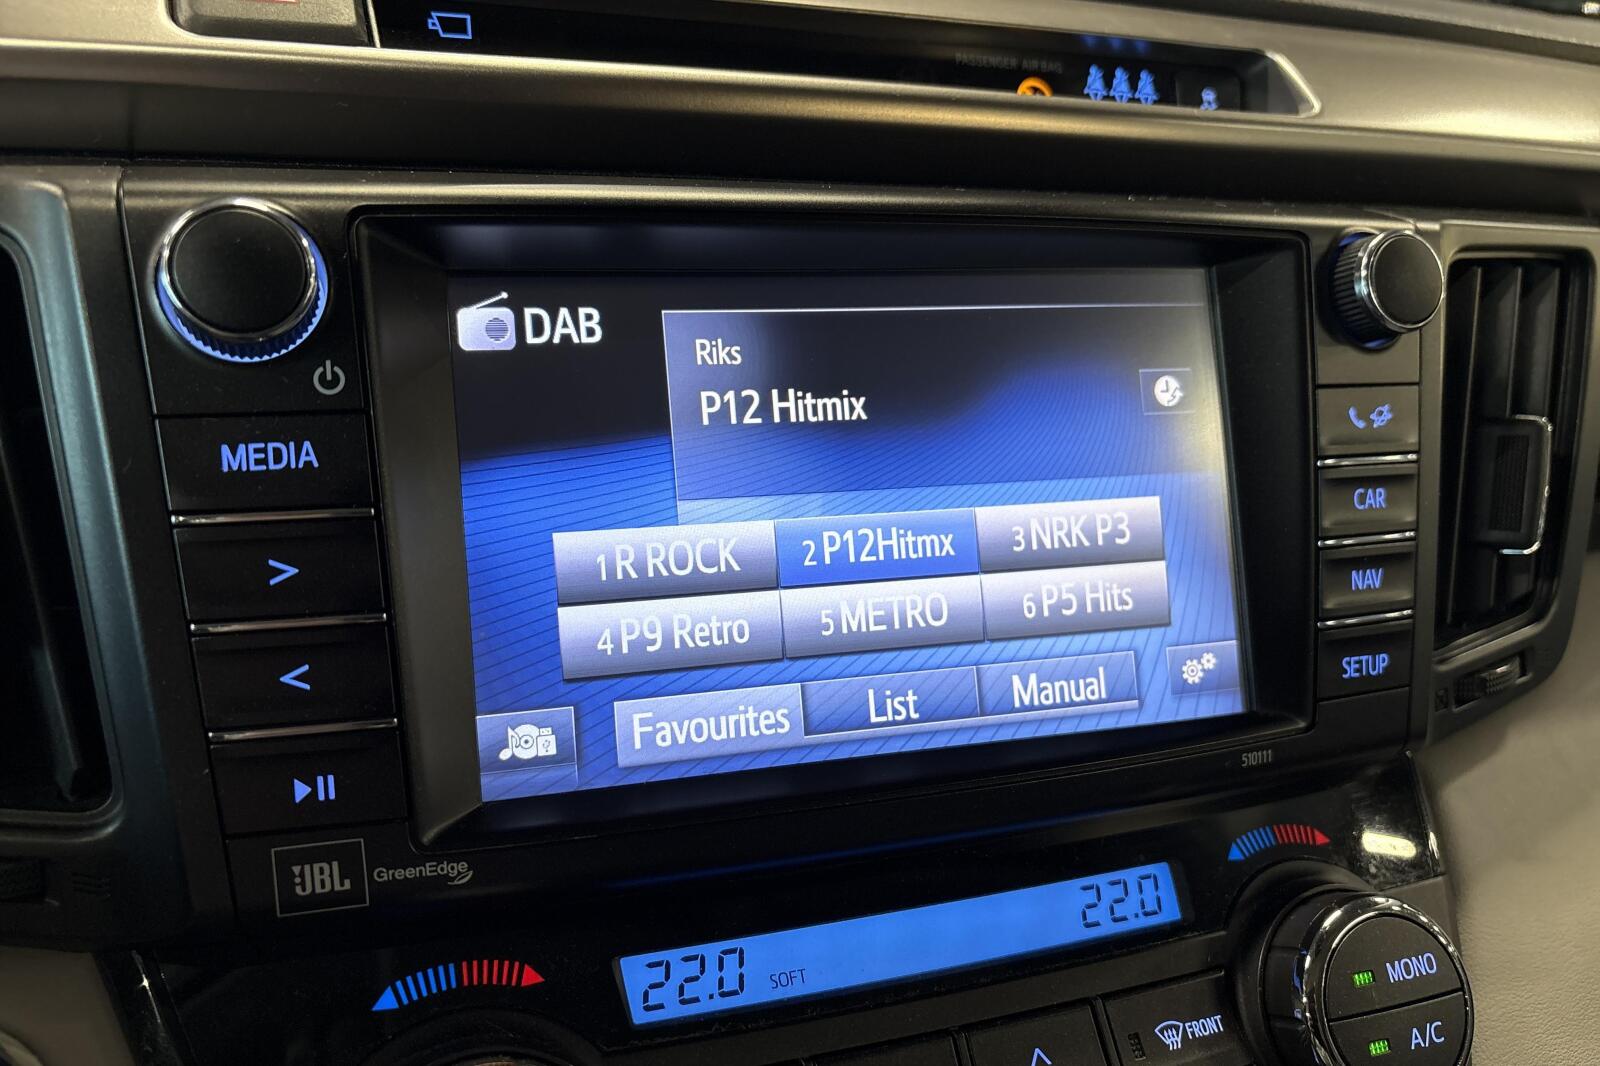 PASSENGER AIR BAG
DAB
Riks
P12 Hitmix
MEDIA
>
<
CAR
NAV
SETUP
1 R ROCK
2 P12Hitmx
3 NRK P3
4 P9 Retro
5 METRO
6 P5 Hits
Favourites
List
Manual
510111
JBL GreenEdge
22.0 SOFT
22.0
MONO
A/C
FRONT